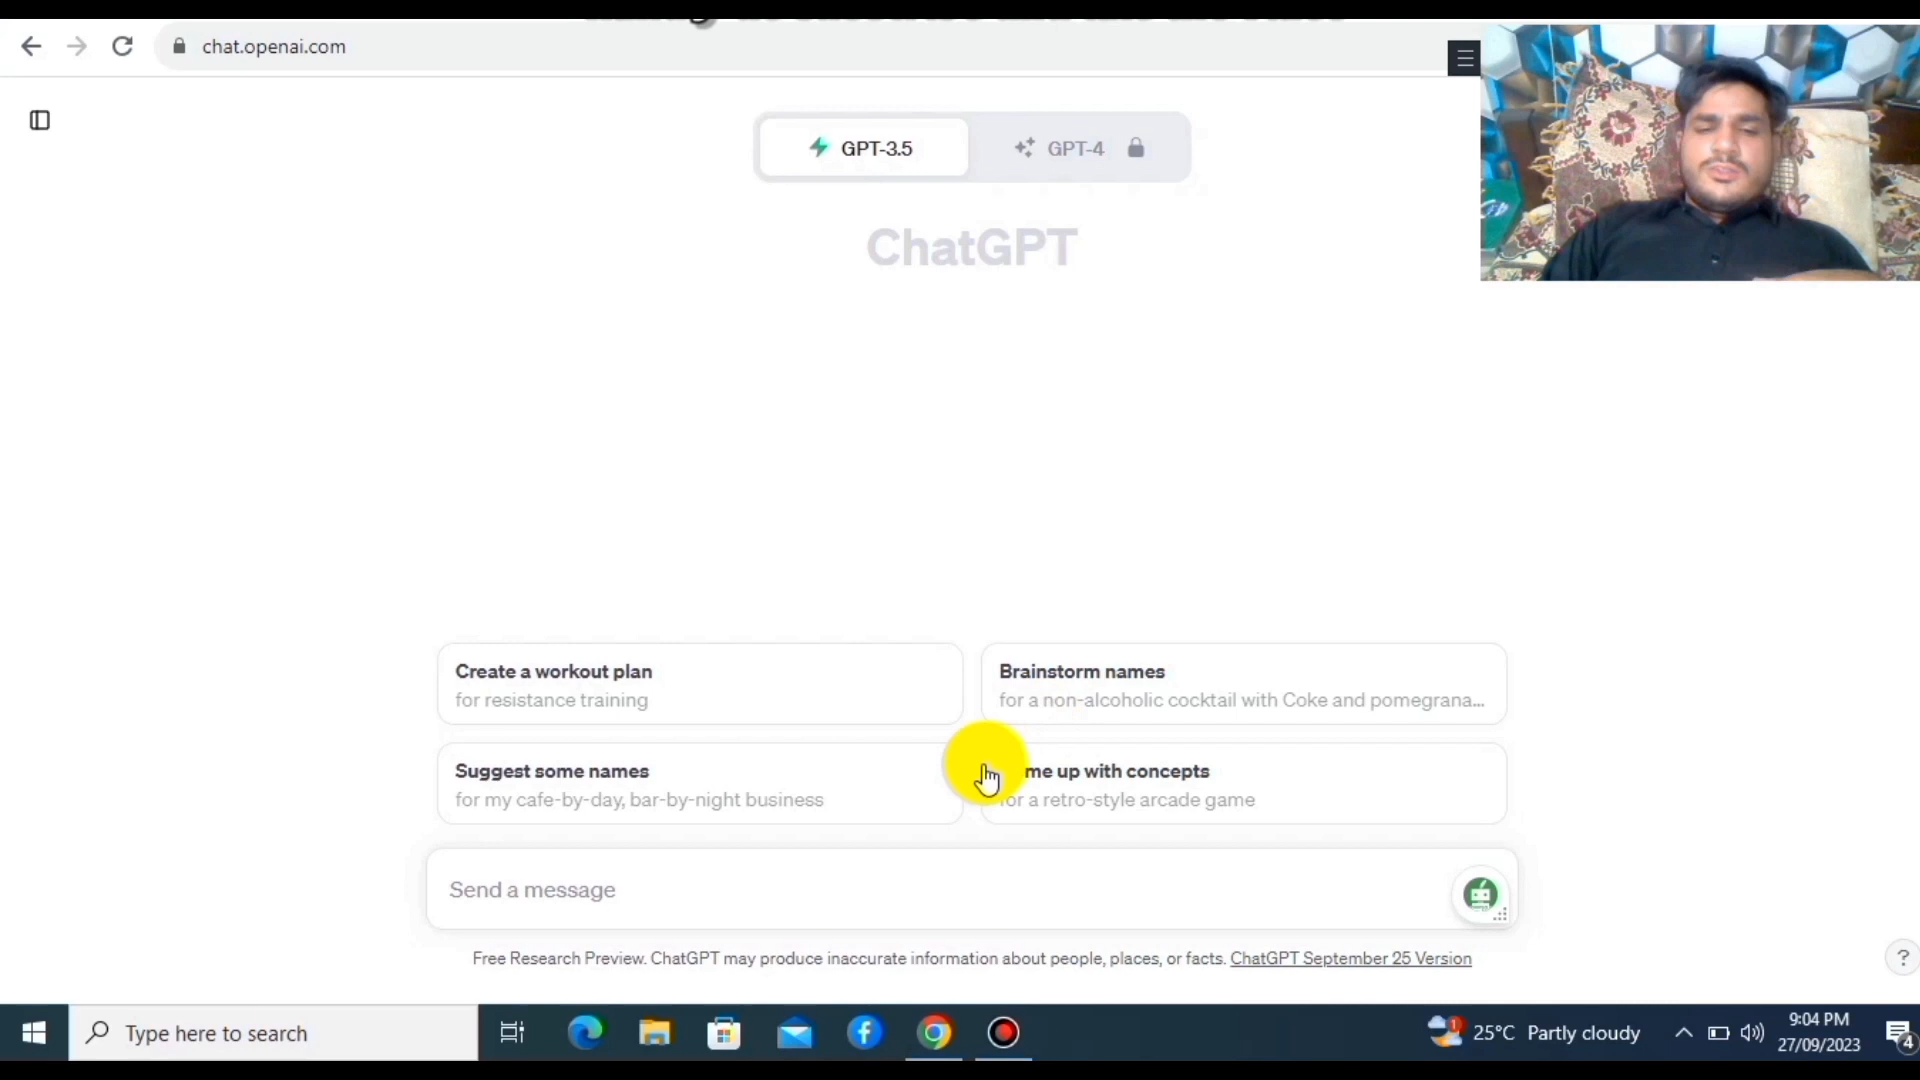 chat.openai.com
GPT-3.5
GPT-4
ChatGPT
Create a workout plan
for resistance training
Brainstorm names
for a non-alcoholic cocktail with Coke and pomegrana...
Suggest some names
for my cafe-by-day, bar-by-night business
me up with concepts
for a retro-style arcade game
Send a message
Free Research Preview. ChatGPT may produce inaccurate information about people, places, or facts. ChatGPT September 25 Version
?
Type here to search
1
25°C Partly cloudy
9:04 PM
27/09/2023
4